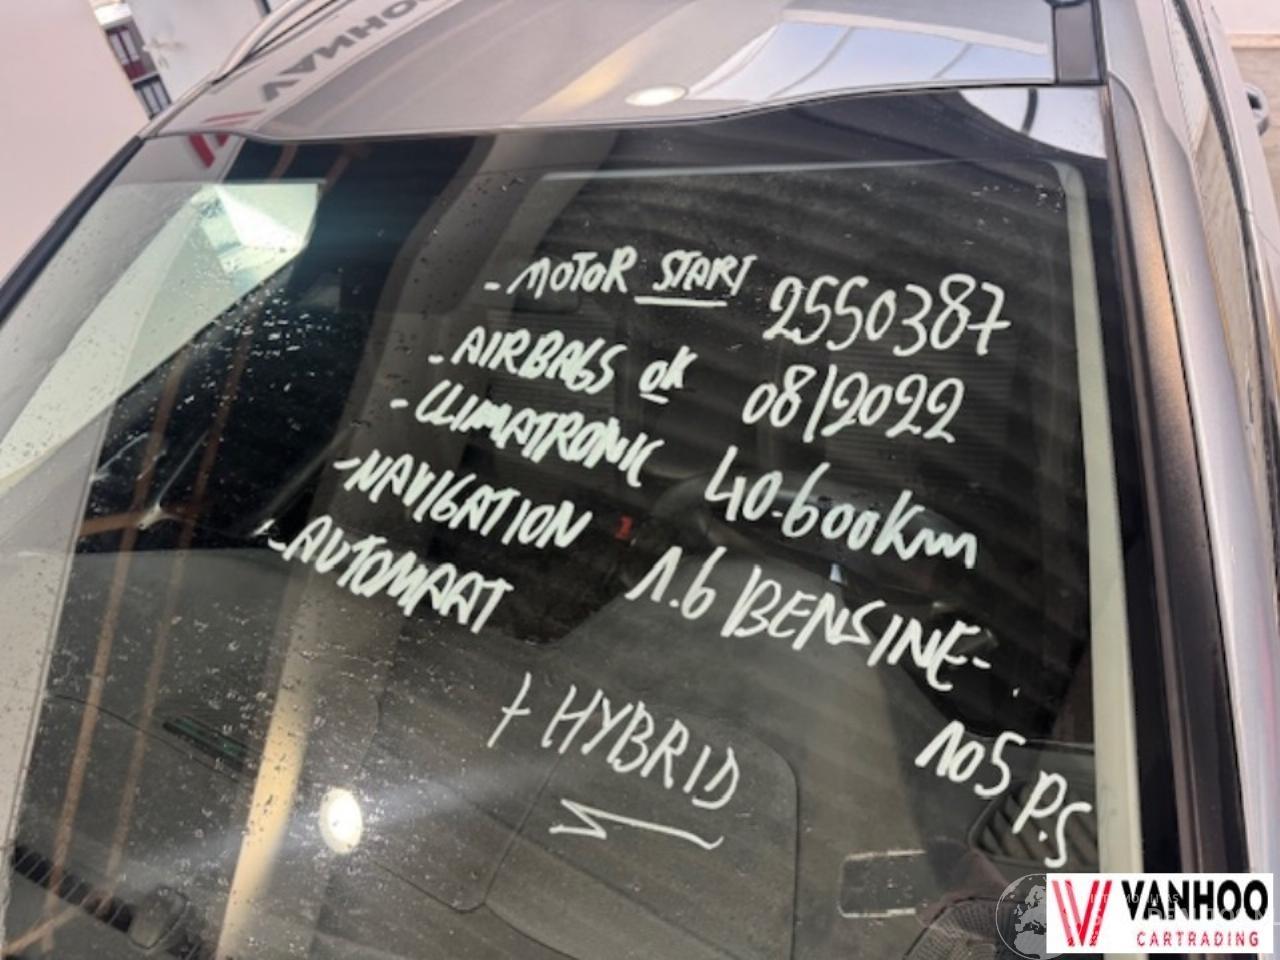 VANHOO
- MOTOR START
- AIRBAGS OK
- CLIMATRONIC
- NAVIGATION
- AUTOMAAT
2550387
08/2022
40.600Km
1.6 BENSINE-
105 P.S
+ HYBRID
VANHOO
CARTRADING